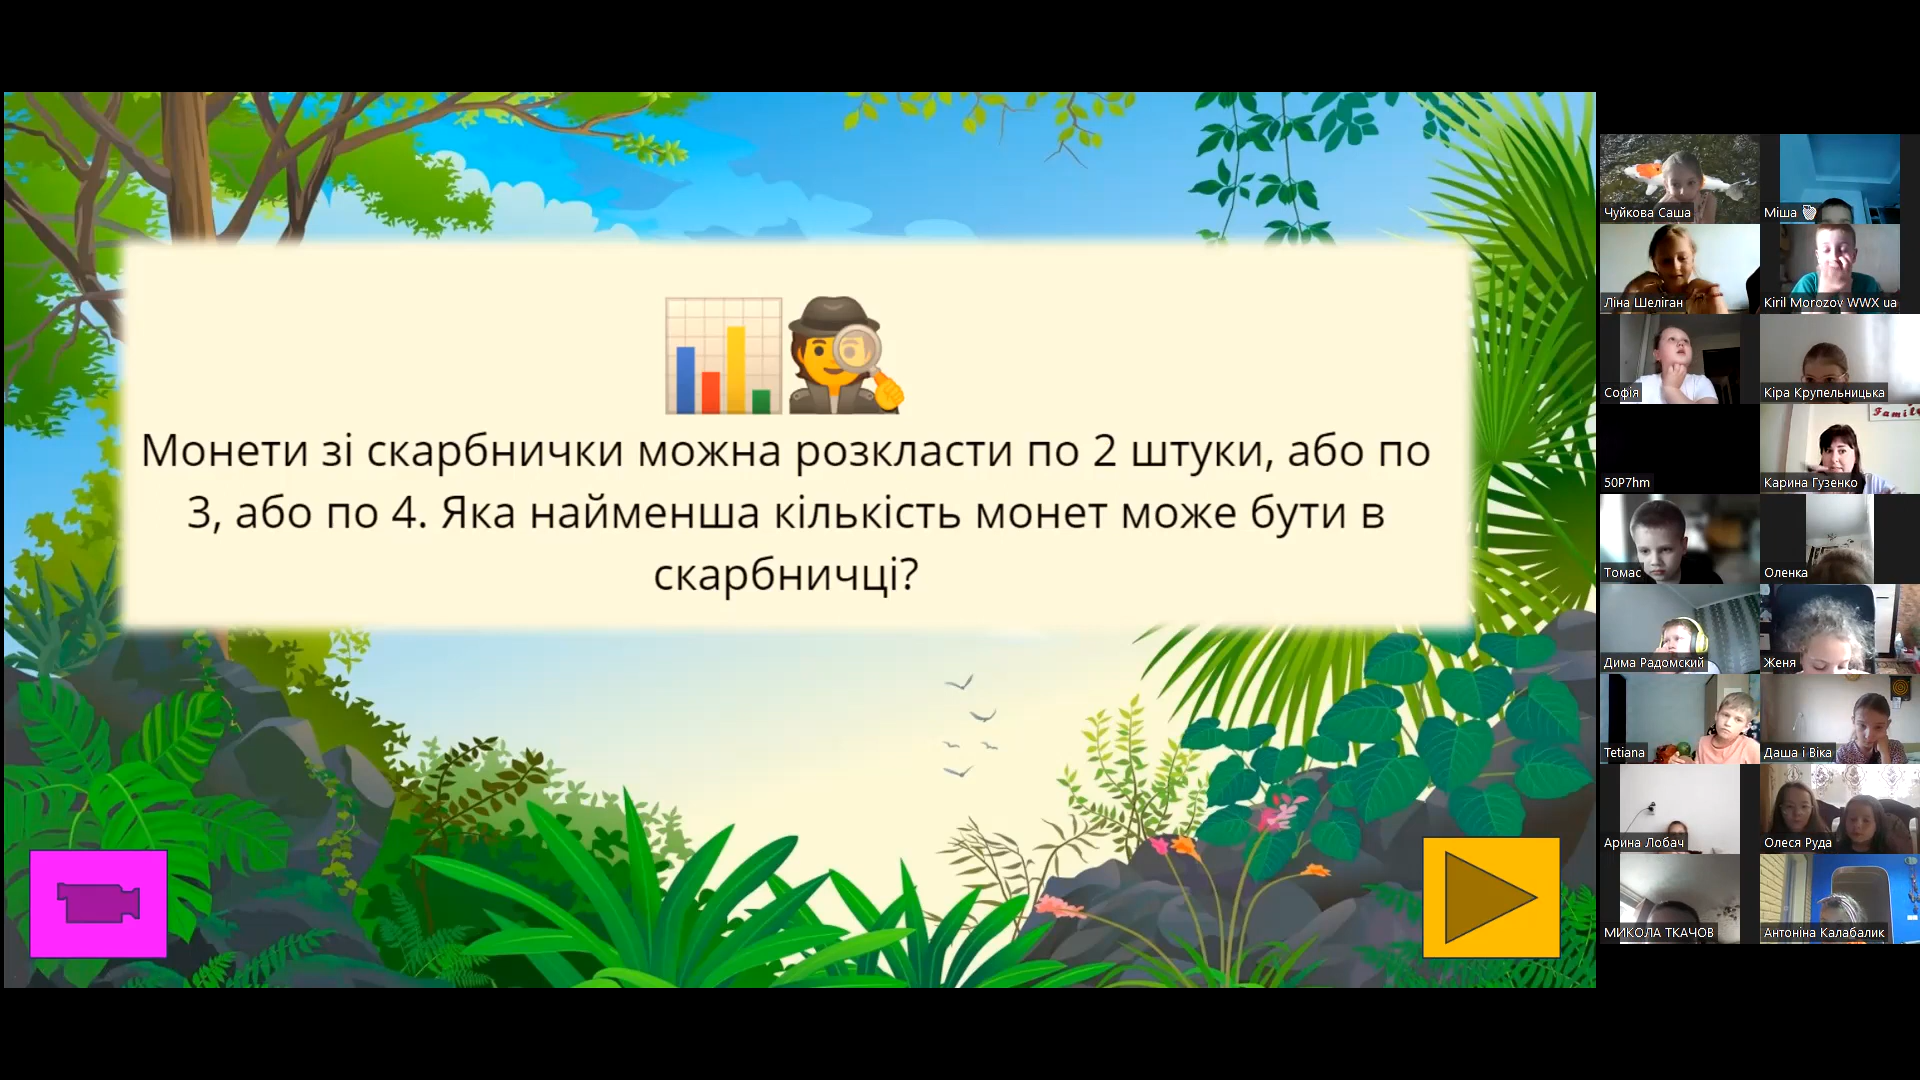 Монети зі скарбнички можна розкласти по 2 штуки, або по
3, або по 4. Яка найменша кількість монет може бути в
скарбничці?
Чуйкова Саша
Міша
Ліна Шеліган
Kiril Morozov WWX ua
Софія
Кіра Крупельницька
Family
50P7hm
Карина Гузенко
Томас
Оленка
Дима Радомский
Женя
Tetiana
Даша і Віка
Арина Лобач
Олеся Руда
МИКОЛА ТКАЧОВ
Антоніна Калабалик